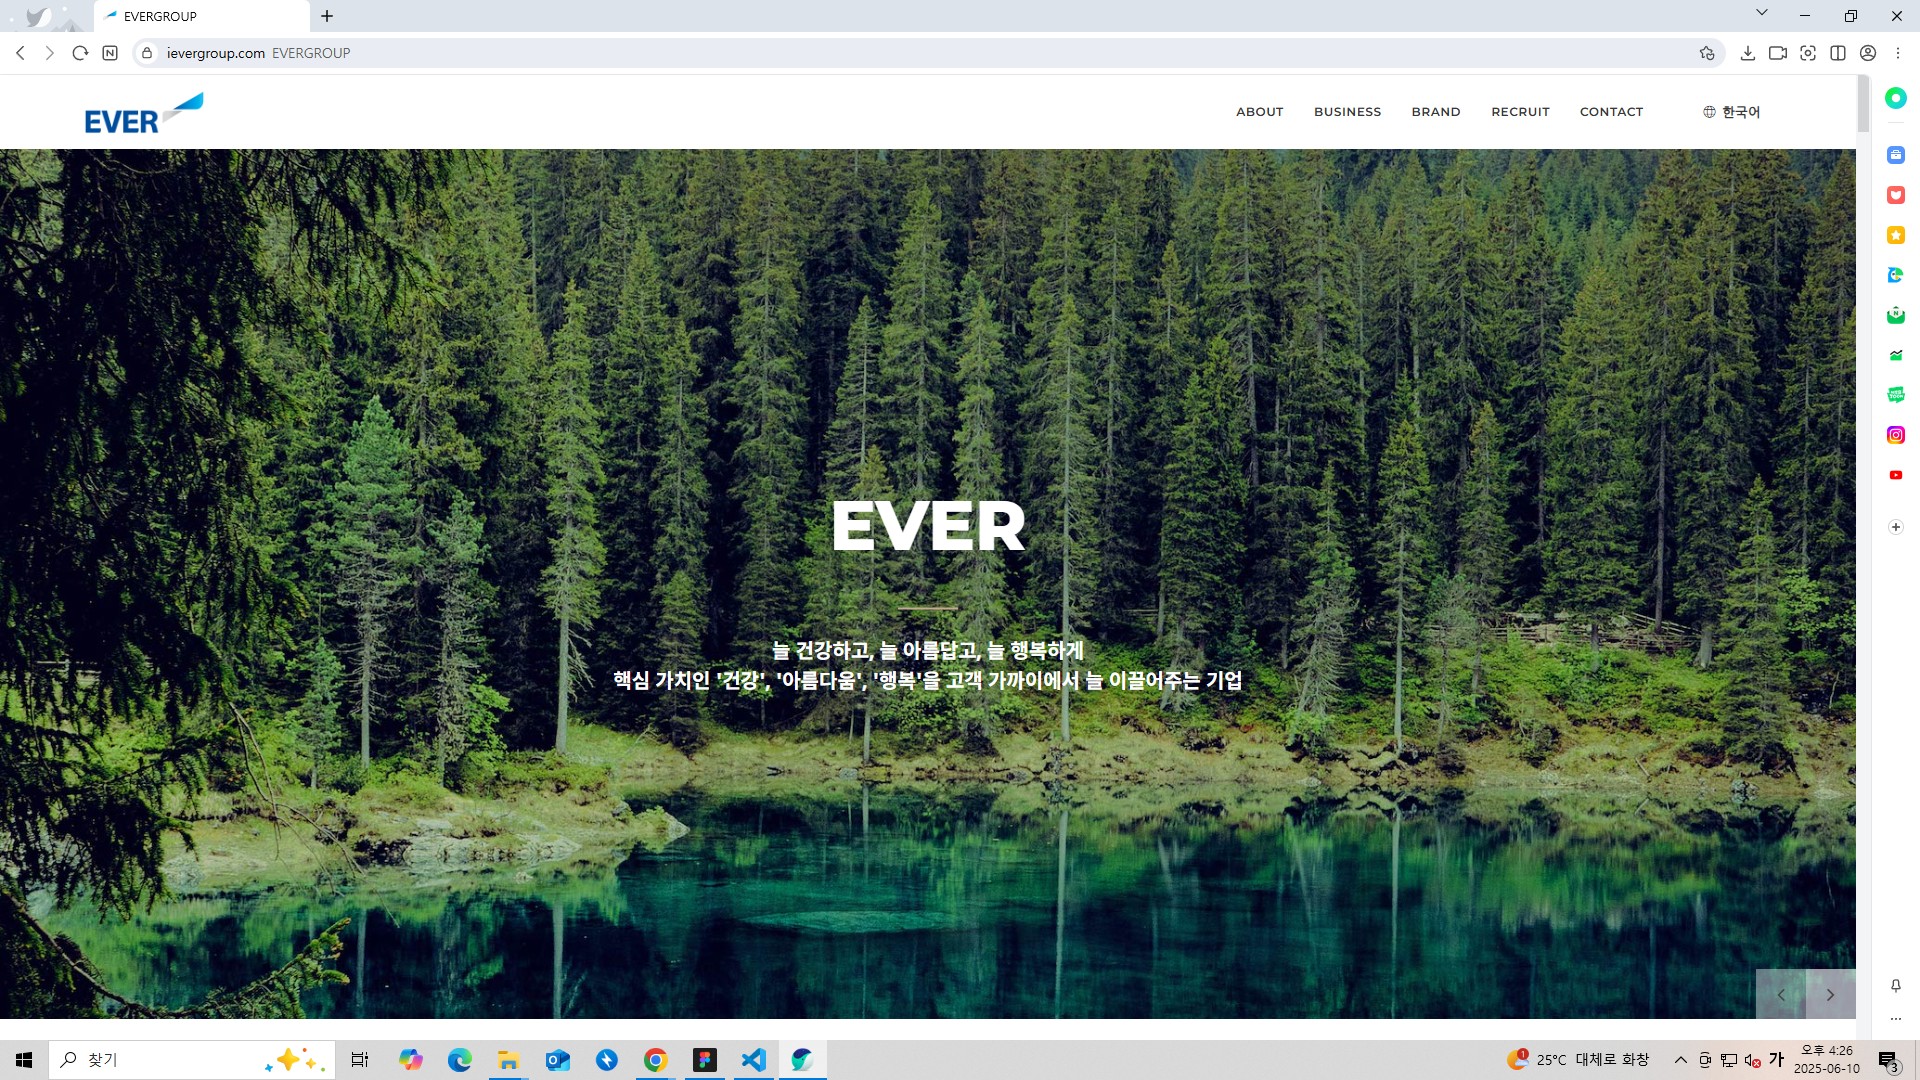 EVERGROUP
ievergroup.com EVERGROUP
EVER
ABOUT
BUSINESS
BRAND
RECRUIT
CONTACT
한국어
EVER
늘 건강하고, 늘 아름답고, 늘 행복하게
핵심 가치인 '건강', '아름다움', '행복'을 고객 가까이에서 늘 이끌어주는 기업
찾기
1
25°C 대체로 화창
가
오후 4:26
2025-06-10
3